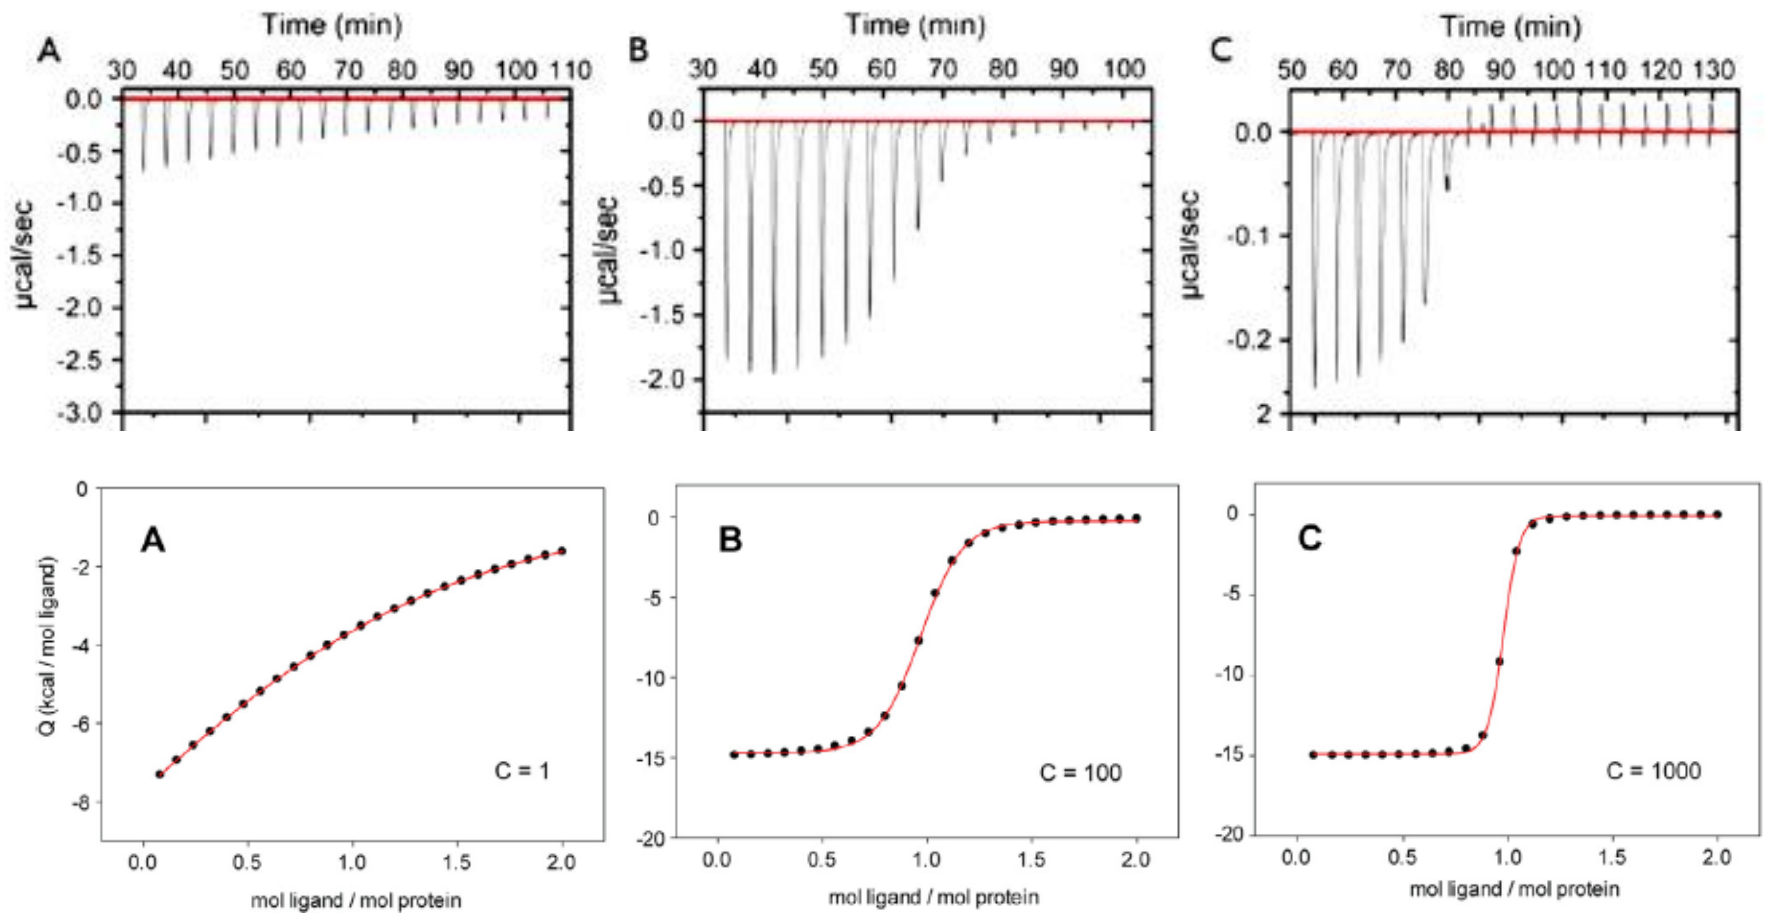 Time (min)
A
30 40 50 60 70 80 90 100 110
0.0
-0.5
-1.0
-1.5
-2.0
-2.5
-3.0
µcal/sec
Time (min)
B
30 40 50 60 70 80 90 100
0.0
-0.5
-1.0
-1.5
-2.0
µcal/sec
Time (min)
C
50 60 70 80 90 100 110 120 130
0.0
-0.1
-0.2
2
µcal/sec
A
0
-2
-4
-6
-8
Q (kcal / mol ligand)
C = 1
0.0 0.5 1.0 1.5 2.0
mol ligand / mol protein
B
0
-5
-10
-15
-20
C = 100
0.0 0.5 1.0 1.5 2.0
mol ligand / mol protein
C
0
-5
-10
-15
-20
C = 1000
0.0 0.5 1.0 1.5 2.0
mol ligand / mol protein